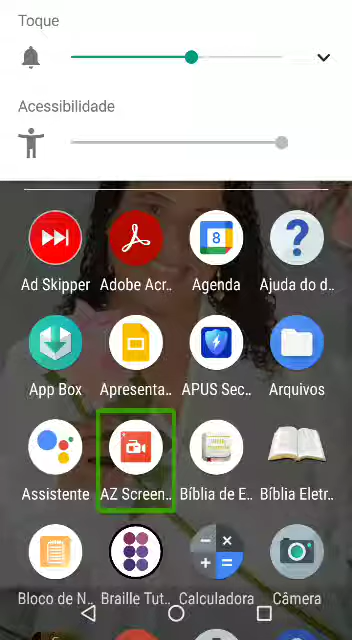 Toque
Acessibilidade
8
Ad Skipper
Adobe Acr..
Agenda
Ajuda do d..
App Box
Apresenta..
APUS Sec..
Arquivos
Assistente
AZ Screen..
Bíblia de E..
Bíblia Eletr..
Bloco de N..
Braille Tut..
Calculadora
Câmera